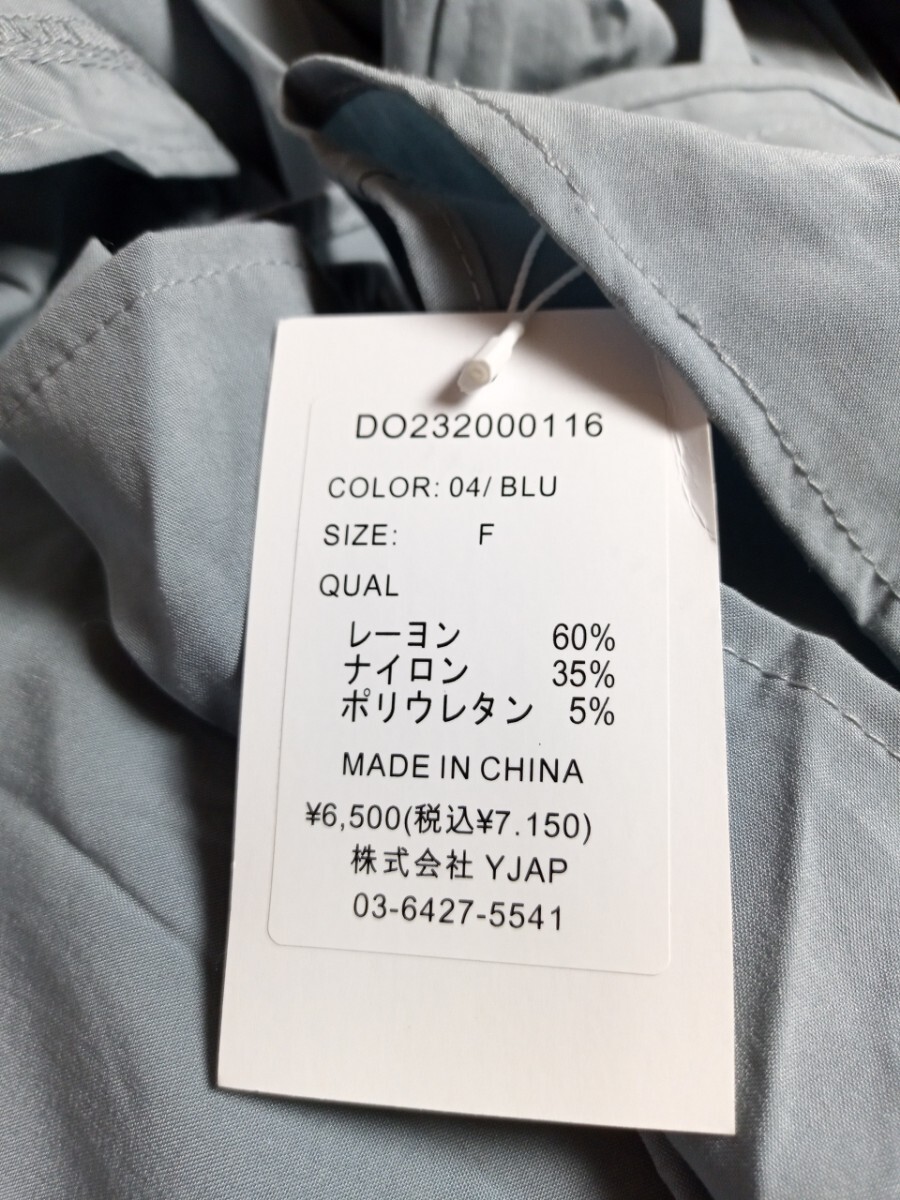 DO232000116
COLOR: 04/ BLU
SIZE: F
QUAL
レーヨン 60%
ナイロン 35%
ポリウレタン 5%
MADE IN CHINA
¥6,500(税込¥7.150)
株式会社 YJAP
03-6427-5541